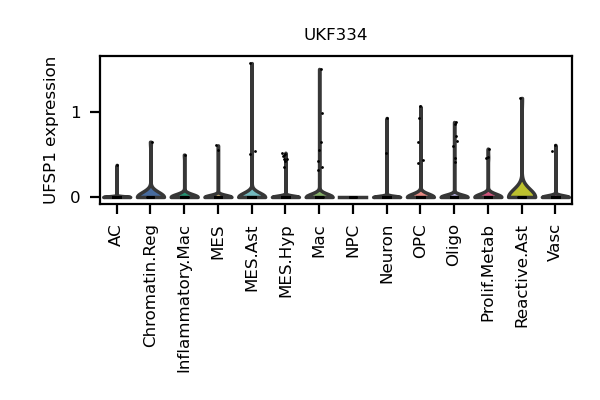 UKF334
UFSP1 expression
1
0
AC
Chromatin.Reg
Inflammatory.Mac
MES
MES.Ast
MES.Hyp
Mac
NPC
Neuron
OPC
Oligo
Prolif.Metab
Reactive.Ast
Vasc